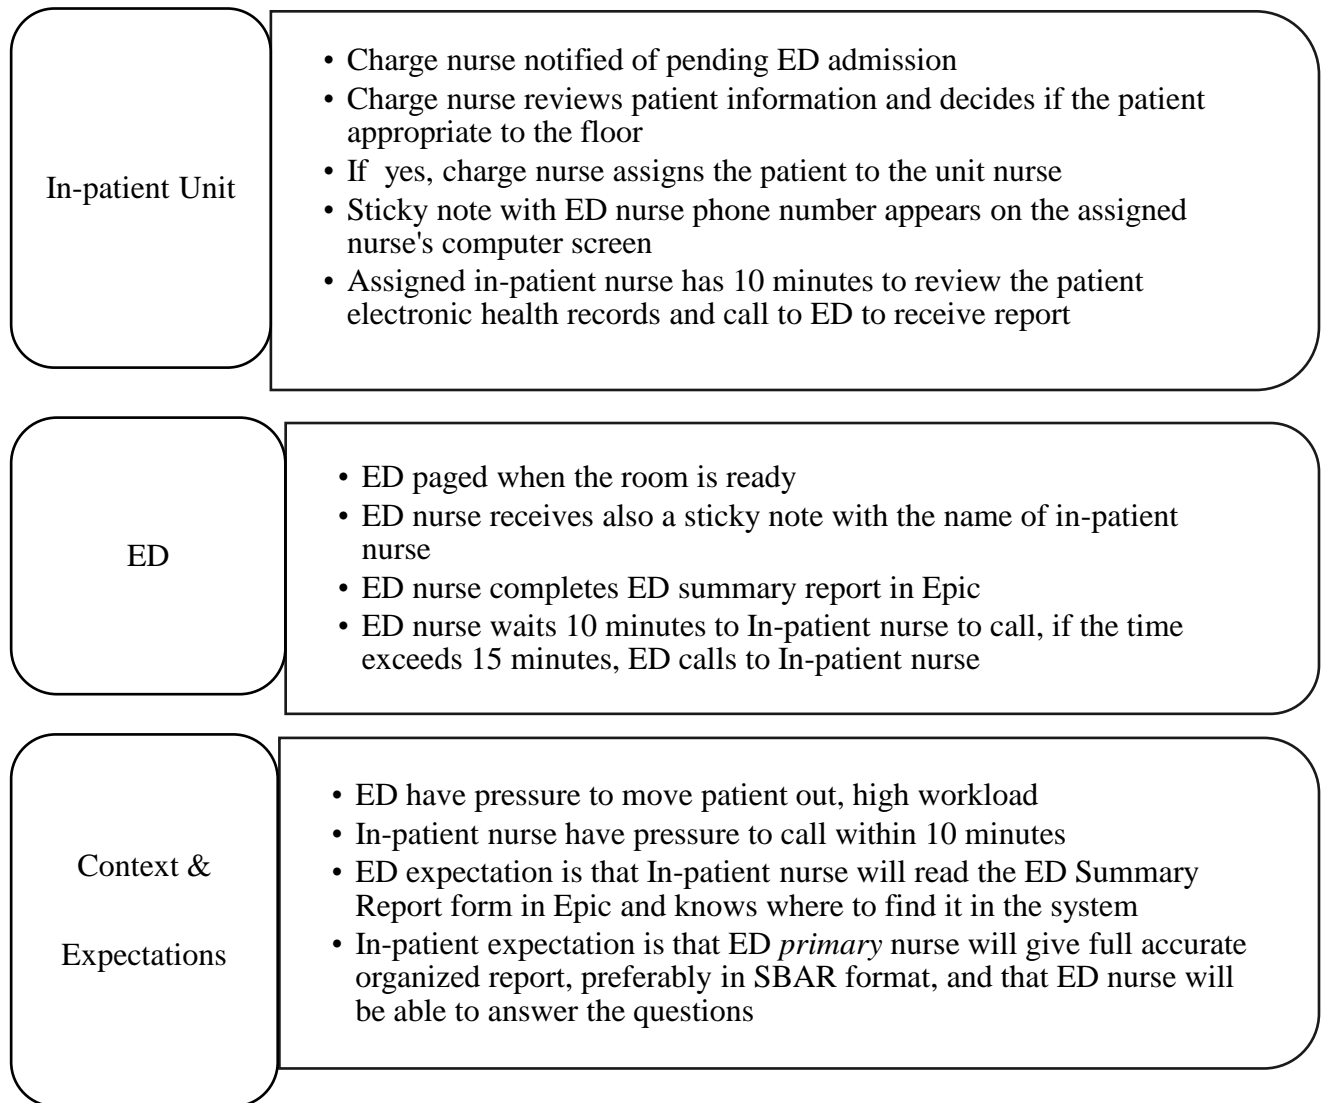 In-patient Unit
• Charge nurse notified of pending ED admission
• Charge nurse reviews patient information and decides if the patient
appropriate to the floor
• If  yes, charge nurse assigns the patient to the unit nurse
• Sticky note with ED nurse phone number appears on the assigned
nurse's computer screen
• Assigned in-patient nurse has 10 minutes to review the patient
electronic health records and call to ED to receive report
ED
• ED paged when the room is ready
• ED nurse receives also a sticky note with the name of in-patient
nurse
• ED nurse completes ED summary report in Epic
• ED nurse waits 10 minutes to In-patient nurse to call, if the time
exceeds 15 minutes, ED calls to In-patient nurse
Context &
Expectations
• ED have pressure to move patient out, high workload
• In-patient nurse have pressure to call within 10 minutes
• ED expectation is that In-patient nurse will read the ED Summary
Report form in Epic and knows where to find it in the system
• In-patient expectation is that ED primary nurse will give full accurate
organized report, preferably in SBAR format, and that ED nurse will
be able to answer the questions